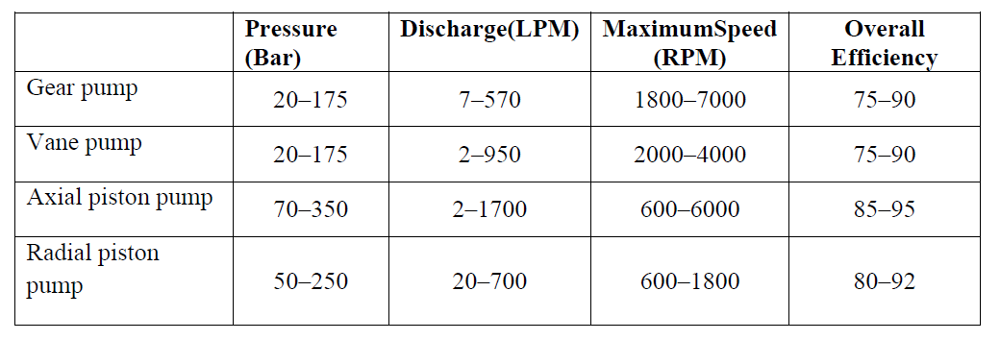 Pressure (Bar) Discharge(LPM) MaximumSpeed (RPM) Overall Efficiency
Gear pump 20–175 7–570 1800–7000 75–90
Vane pump 20–175 2–950 2000–4000 75–90
Axial piston pump 70–350 2–1700 600–6000 85–95
Radial piston pump 50–250 20–700 600–1800 80–92